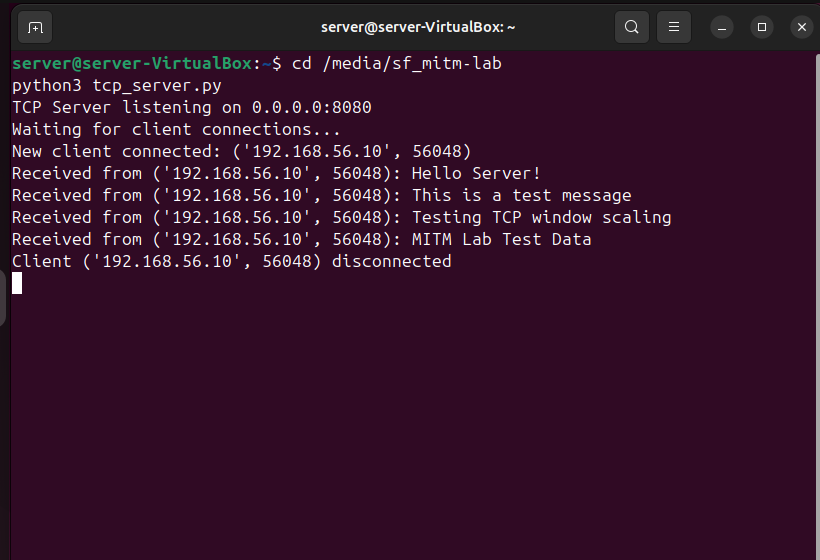 server@server-VirtualBox: ~
server@server-VirtualBox:~$ cd /media/sf_mitm-lab
python3 tcp_server.py
TCP Server listening on 0.0.0.0:8080
Waiting for client connections...
New client connected: ('192.168.56.10', 56048)
Received from ('192.168.56.10', 56048): Hello Server!
Received from ('192.168.56.10', 56048): This is a test message
Received from ('192.168.56.10', 56048): Testing TCP window scaling
Received from ('192.168.56.10', 56048): MITM Lab Test Data
Client ('192.168.56.10', 56048) disconnected